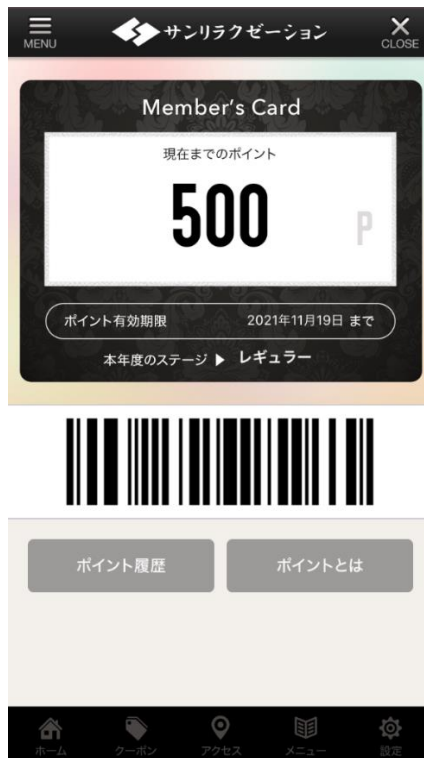 MENU
サンリラクゼーション
CLOSE
Member's Card
現在までのポイント
500
P
ポイント有効期限 2021年11月19日 まで
本年度のステージ ▶ レギュラー
ポイント履歴 ポイントとは
ホーム クーポン アクセス メニュー 設定